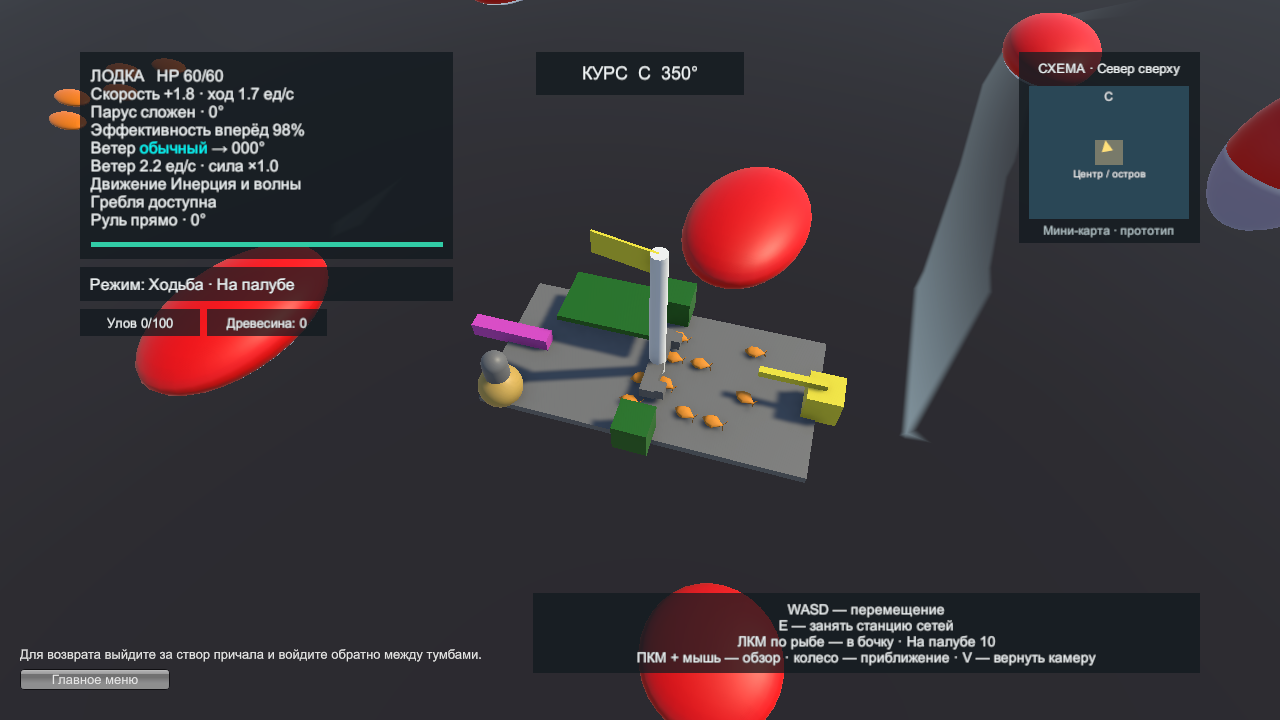 ЛОДКА   HP 60/60
Скорость +1.8 · ход 1.7 ед/с
Парус сложен · 0°
Эффективность вперёд 98%
Ветер обычный → 000°
Ветер 2.2 ед/с · сила ×1.0
Движение Инерция и волны
Гребля доступна
Руль прямо · 0°
Режим: Ходьба · На палубе
Улов 0/100
Древесина: 0
КУРС  С  350°
СХЕМА · Север сверху
С
Центр / остров
Мини-карта · прототип
WASD — перемещение
E — занять станцию сетей
ЛКМ по рыбе — в бочку · На палубе 10
ПКМ + мышь — обзор · колесо — приближение · V — вернуть камеру
Для возврата выйдите за створ причала и войдите обратно между тумбами.
Главное меню